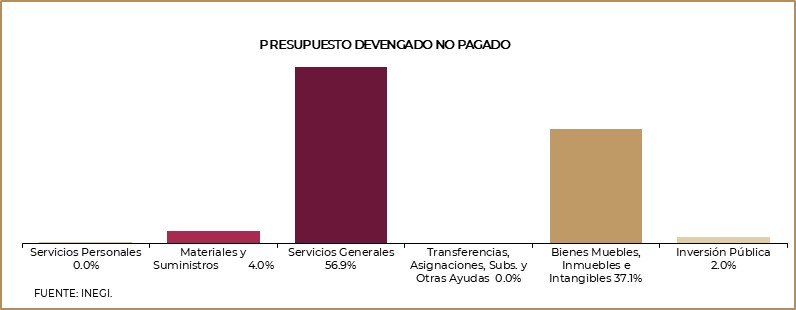 PRESUPUESTO DEVENGADO NO PAGADO
Servicios Personales
0.0%
Materiales y
Suministros 4.0%
Servicios Generales
56.9%
Transferencias,
Asignaciones, Subs. y
Otras Ayudas 0.0%
Bienes Muebles,
Inmuebles e
Intangibles 37.1%
Inversión Pública
2.0%
FUENTE: INEGI.